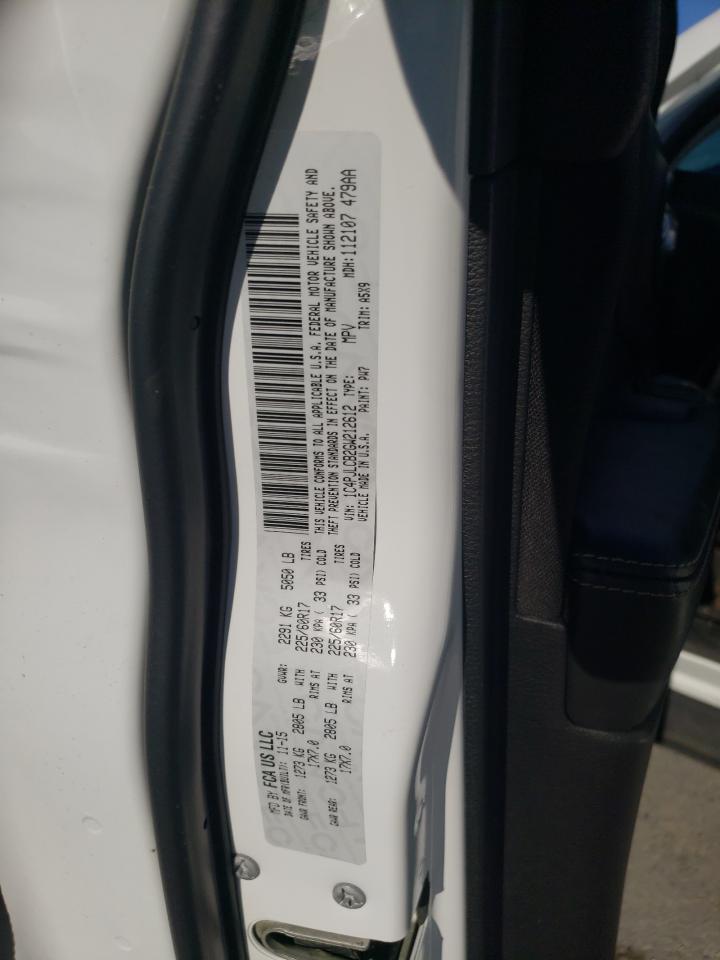 MFD BY: FCA US LLC
DATE OF MFR(BUILT): 11-15 GVWR: 2291 KG 5050 LB
GAWR FRONT: 1273 KG 2805 LB WITH 225/60R17 TIRES
17X7.0 RIMS AT 230 KPA ( 33 PSI) COLD
GAWR REAR: 1273 KG 2805 LB WITH 225/60R17 TIRES
17X7.0 RIMS AT 230 KPA ( 33 PSI) COLD
THIS VEHICLE CONFORMS TO ALL APPLICABLE U.S.A. FEDERAL MOTOR VEHICLE SAFETY AND
THEFT PREVENTION STANDARDS IN EFFECT ON THE DATE OF MANUFACTURE SHOWN ABOVE.
VIN: 1C4PJLCB2GW212612 TYPE: MPV MDH:112107 479AA
VEHICLE MADE IN U.S.A. PAINT: PW7 TRIM: A5X9